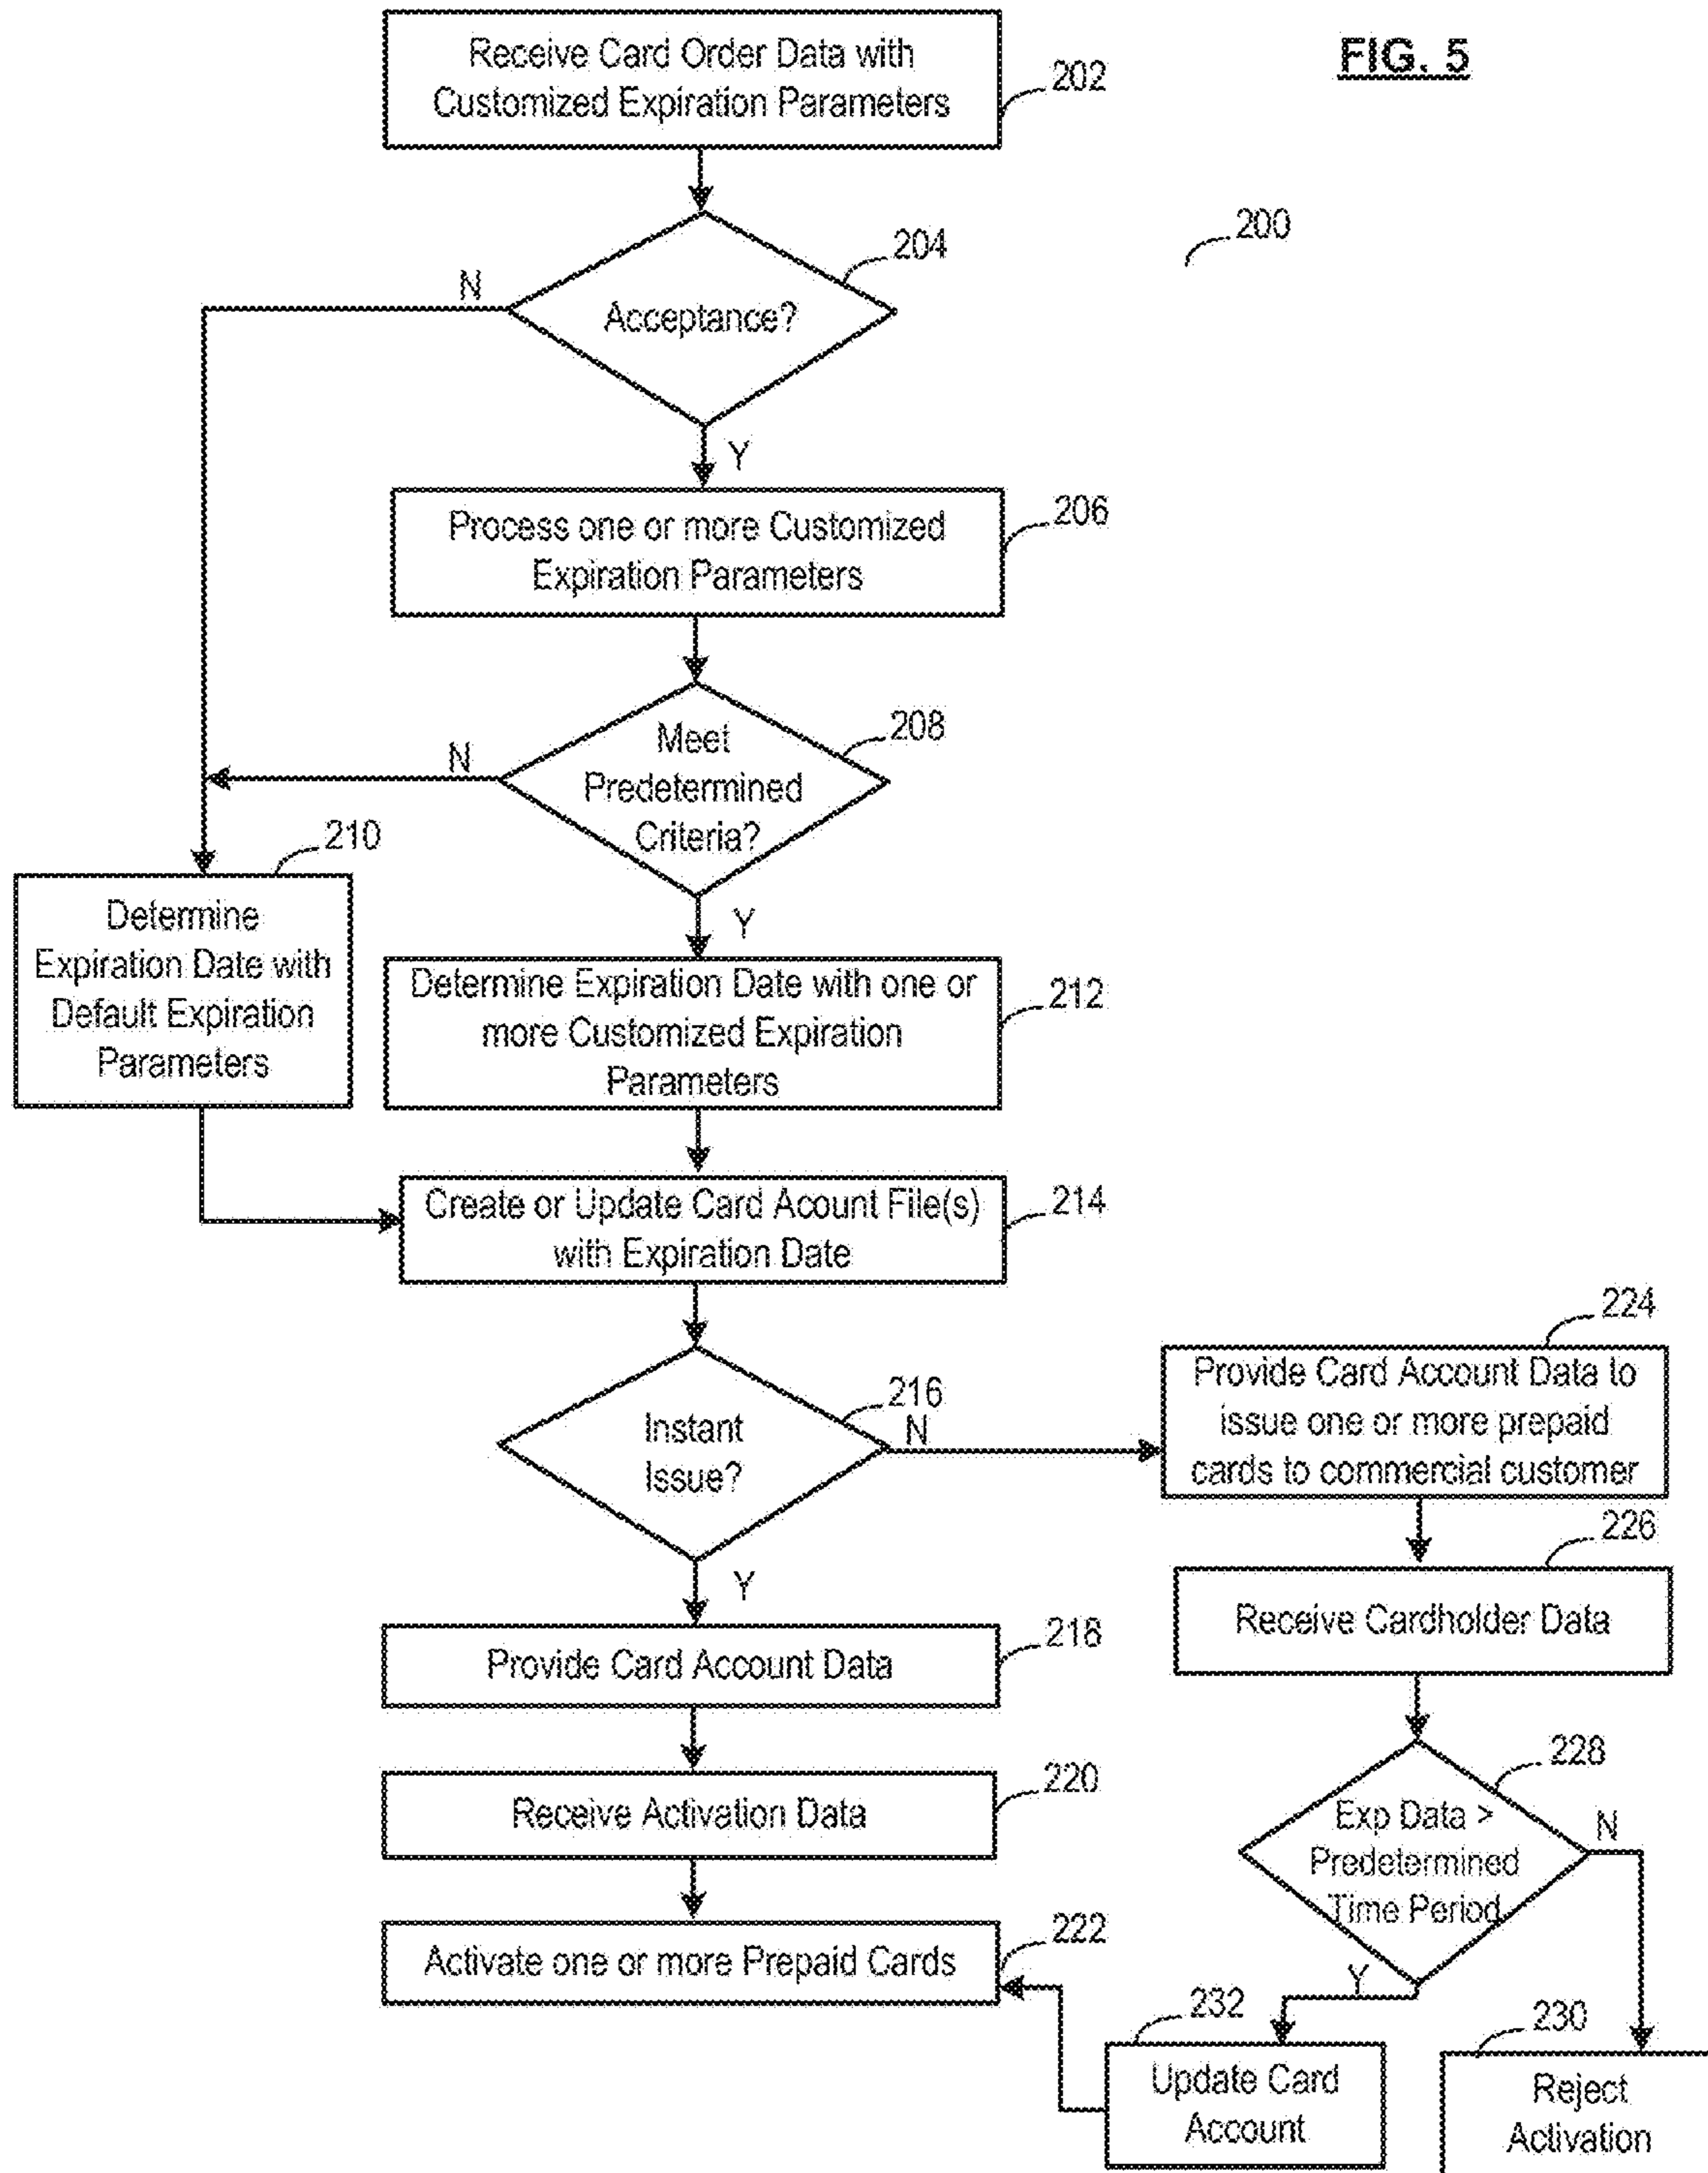 FIG. 5
200
Receive Card Order Data with
Customized Expiration Parameters
202
Acceptance?
204
N
Y
Process one or more Customized
Expiration Parameters
206
Meet
Predetermined
Criteria?
208
N
Y
210
Determine
Expiration Date with
Default Expiration
Parameters
Determine Expiration Date with one or
more Customized Expiration
Parameters
212
Create or Update Card Acount File(s)
with Expiration Date
214
Instant
Issue?
216
N
Y
224
Provide Card Account Data to
issue one or more prepaid
cards to commercial customer
226
Receive Cardholder Data
Provide Card Account Data
218
Receive Activation Data
220
Activate one or more Prepaid Cards
222
228
Exp Data >
Predetermined
Time Period
N
Y
232
Update Card
Account
230
Reject
Activation